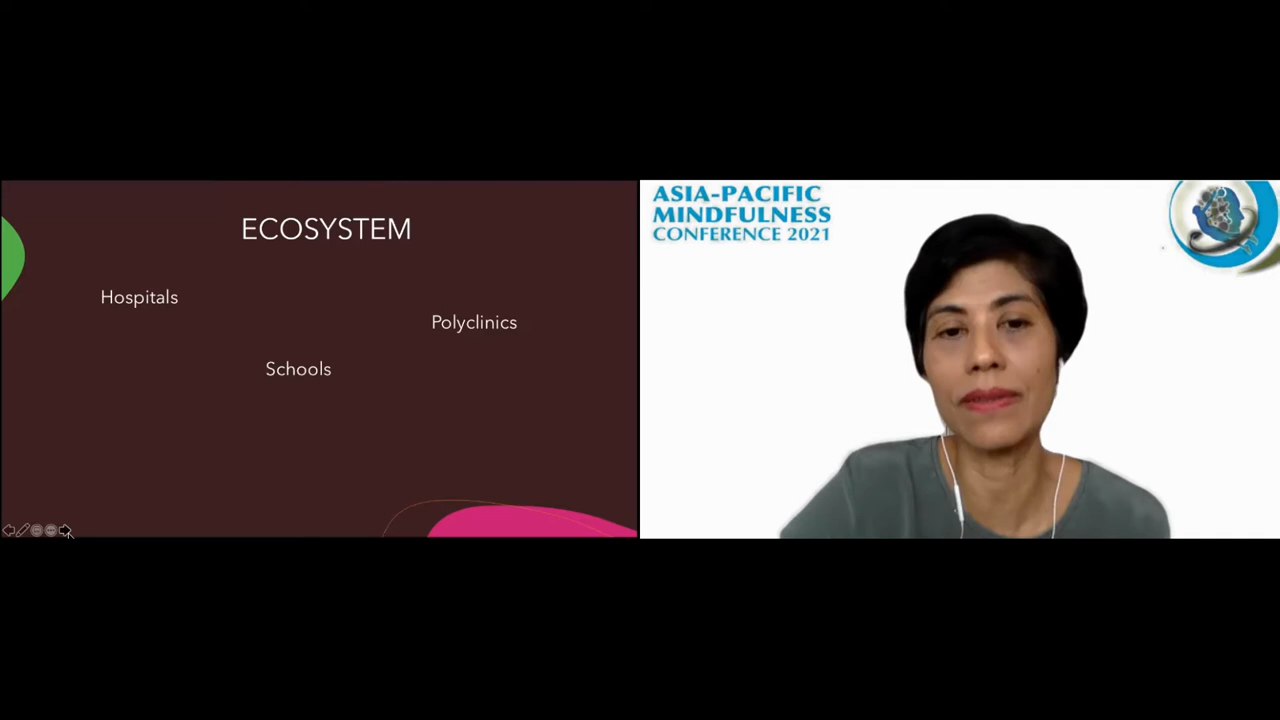 ECOSYSTEM
Hospitals
Polyclinics
Schools
ASIA-PACIFIC
MINDFULNESS
CONFERENCE 2021